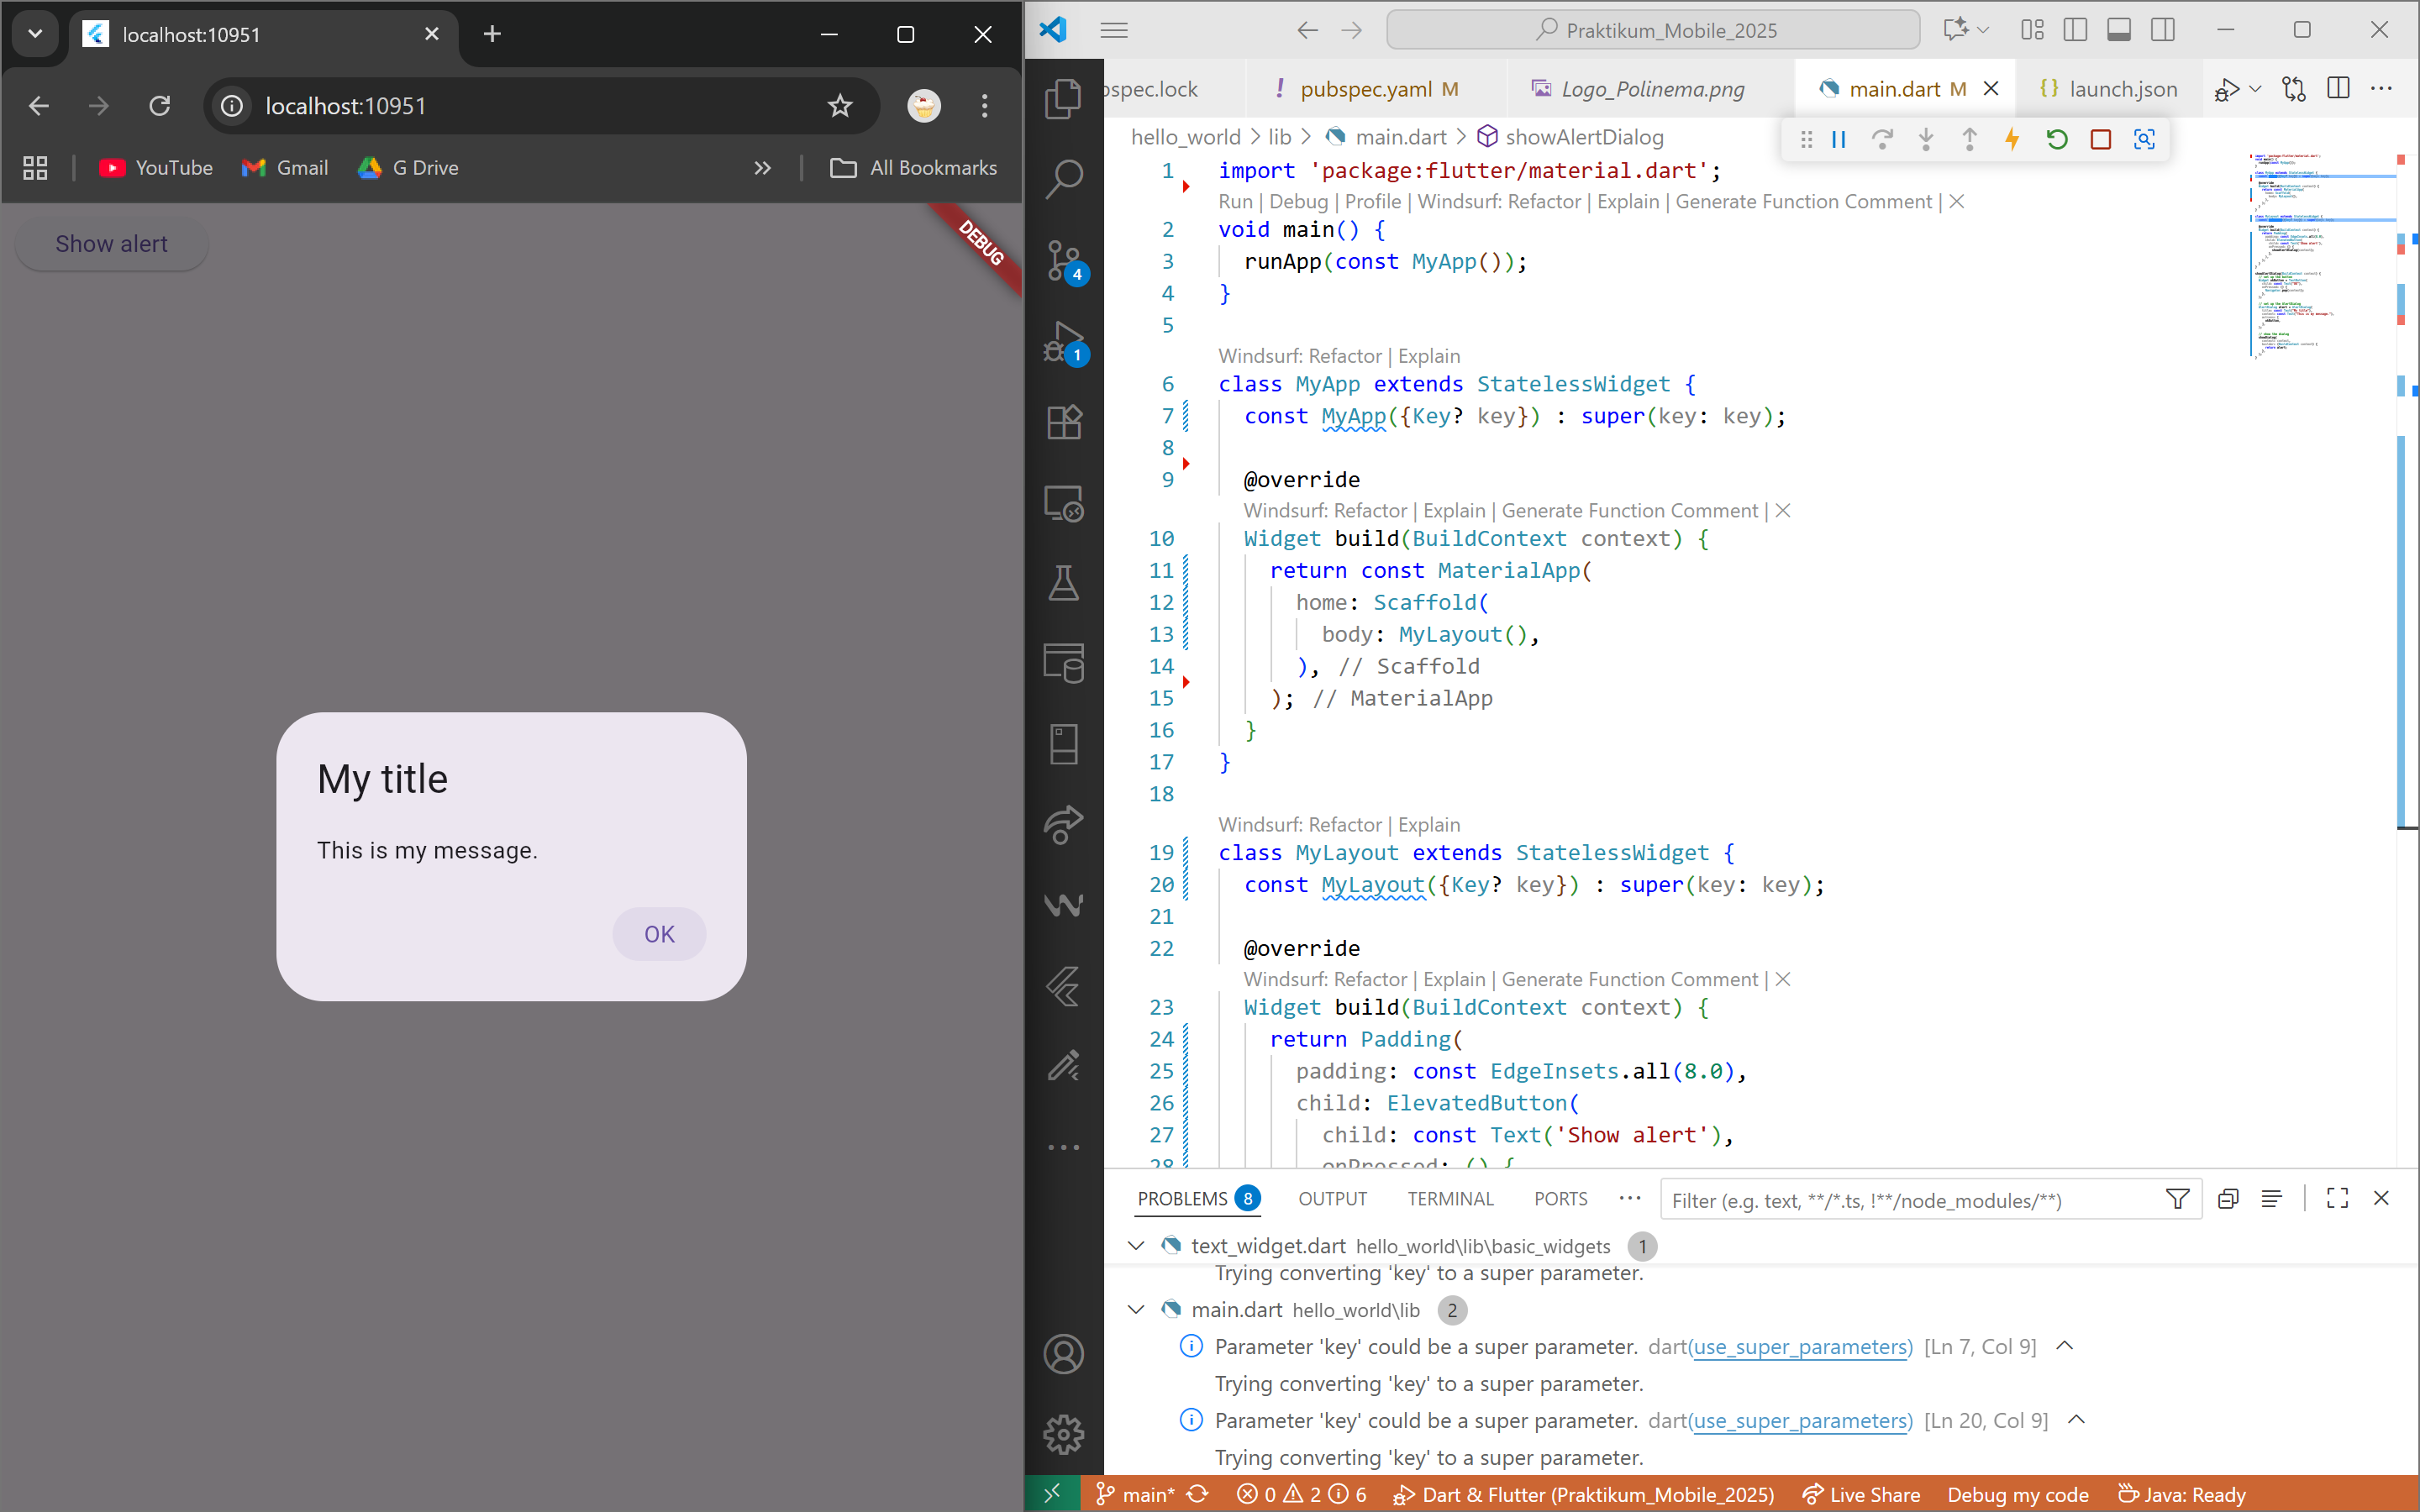 localhost:10951
localhost:10951
YouTube
Gmail
G Drive
All Bookmarks
Show alert
DEBUG
My title
This is my message.
OK
Praktikum_Mobile_2025
pspec.lock
pubspec.yaml M
Logo_Polinema.png
main.dart M
launch.json
hello_world > lib > main.dart > showAlertDialog
4
1
1 import 'package:flutter/material.dart';
Run | Debug | Profile | Windsurf: Refactor | Explain | Generate Function Comment | ×
2 void main() {
3 runApp(const MyApp());
4 }
5
Windsurf: Refactor | Explain
6 class MyApp extends StatelessWidget {
7 const MyApp({Key? key}) : super(key: key);
8
9 @override
Windsurf: Refactor | Explain | Generate Function Comment | ×
10 Widget build(BuildContext context) {
11 return const MaterialApp(
12 home: Scaffold(
13 body: MyLayout(),
14 ), // Scaffold
15 ); // MaterialApp
16 }
17 }
18
Windsurf: Refactor | Explain
19 class MyLayout extends StatelessWidget {
20 const MyLayout({Key? key}) : super(key: key);
21
22 @override
Windsurf: Refactor | Explain | Generate Function Comment | ×
23 Widget build(BuildContext context) {
24 return Padding(
25 padding: const EdgeInsets.all(8.0),
26 child: ElevatedButton(
27 child: const Text('Show alert'),
28 onPressed: () {
PROBLEMS 8
OUTPUT
TERMINAL
PORTS
Filter (e.g. text, **/*.ts, !**/node_modules/**)
text_widget.dart hello_world\lib\basic_widgets 1
Trying converting 'key' to a super parameter.
main.dart hello_world\lib 2
Parameter 'key' could be a super parameter. dart(use_super_parameters) [Ln 7, Col 9]
Trying converting 'key' to a super parameter.
Parameter 'key' could be a super parameter. dart(use_super_parameters) [Ln 20, Col 9]
Trying converting 'key' to a super parameter.
main* 0 2 6 Dart & Flutter (Praktikum_Mobile_2025) Live Share Debug my code Java: Ready